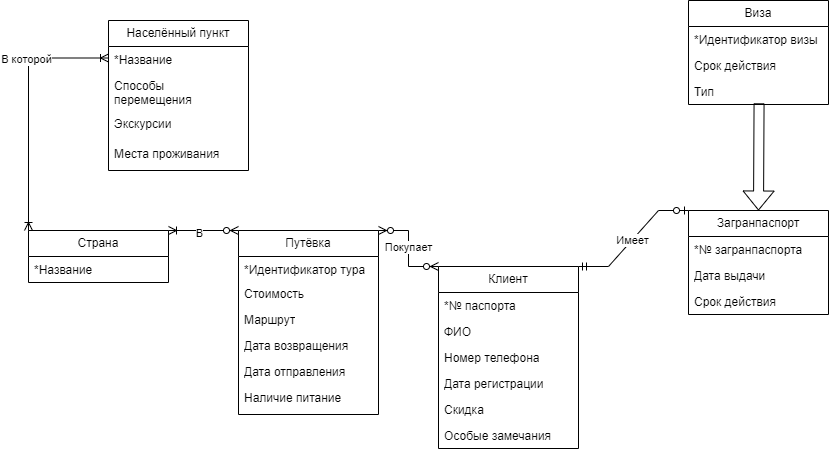 Населённый пункт
*Название
Способы
перемещения
Экскурсии
Места проживания
В которой
Страна
*Название
В
Путёвка
*Идентификатор тура
Стоимость
Маршрут
Дата возвращения
Дата отправления
Наличие питание
Покупает
Клиент
*№ паспорта
ФИО
Номер телефона
Дата регистрации
Скидка
Особые замечания
Имеет
Виза
*Идентификатор визы
Срок действия
Тип
Загранпаспорт
*№ загранпаспорта
Дата выдачи
Срок действия